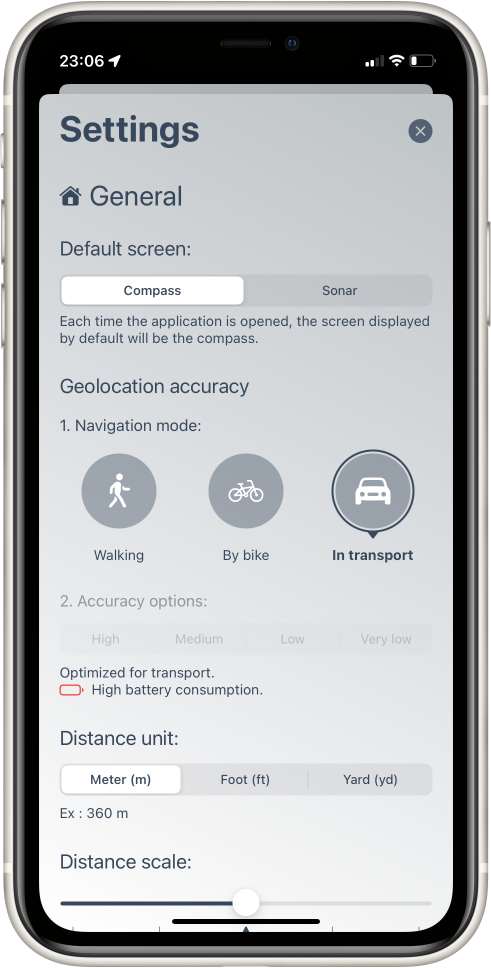 23:06
Settings
General
Default screen:
Compass Sonar
Each time the application is opened, the screen displayed
by default will be the compass.
Geolocation accuracy
1. Navigation mode:
Walking By bike In transport
2. Accuracy options:
High Medium Low Very low
Optimized for transport.
High battery consumption.
Distance unit:
Meter (m) Foot (ft) Yard (yd)
Ex : 360 m
Distance scale: